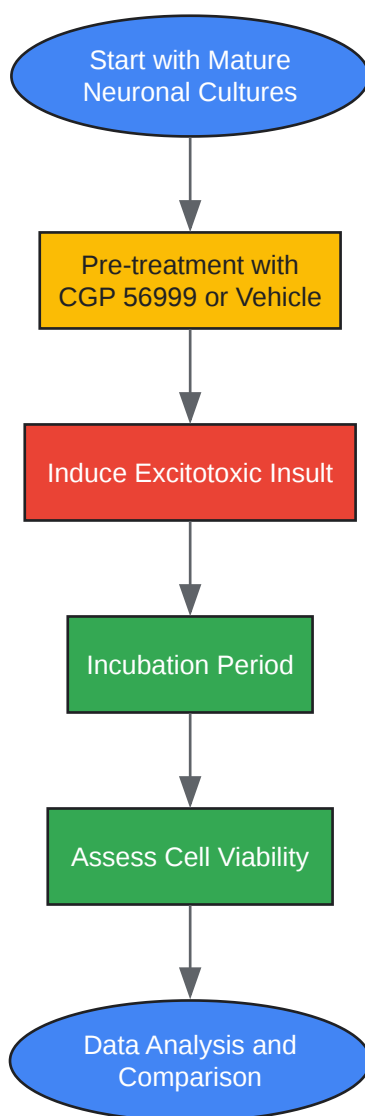 Start with Mature
Neuronal Cultures
Pre-treatment with
CGP 56999 or Vehicle
Induce Excitotoxic Insult
Incubation Period
Assess Cell Viability
Data Analysis and
Comparison